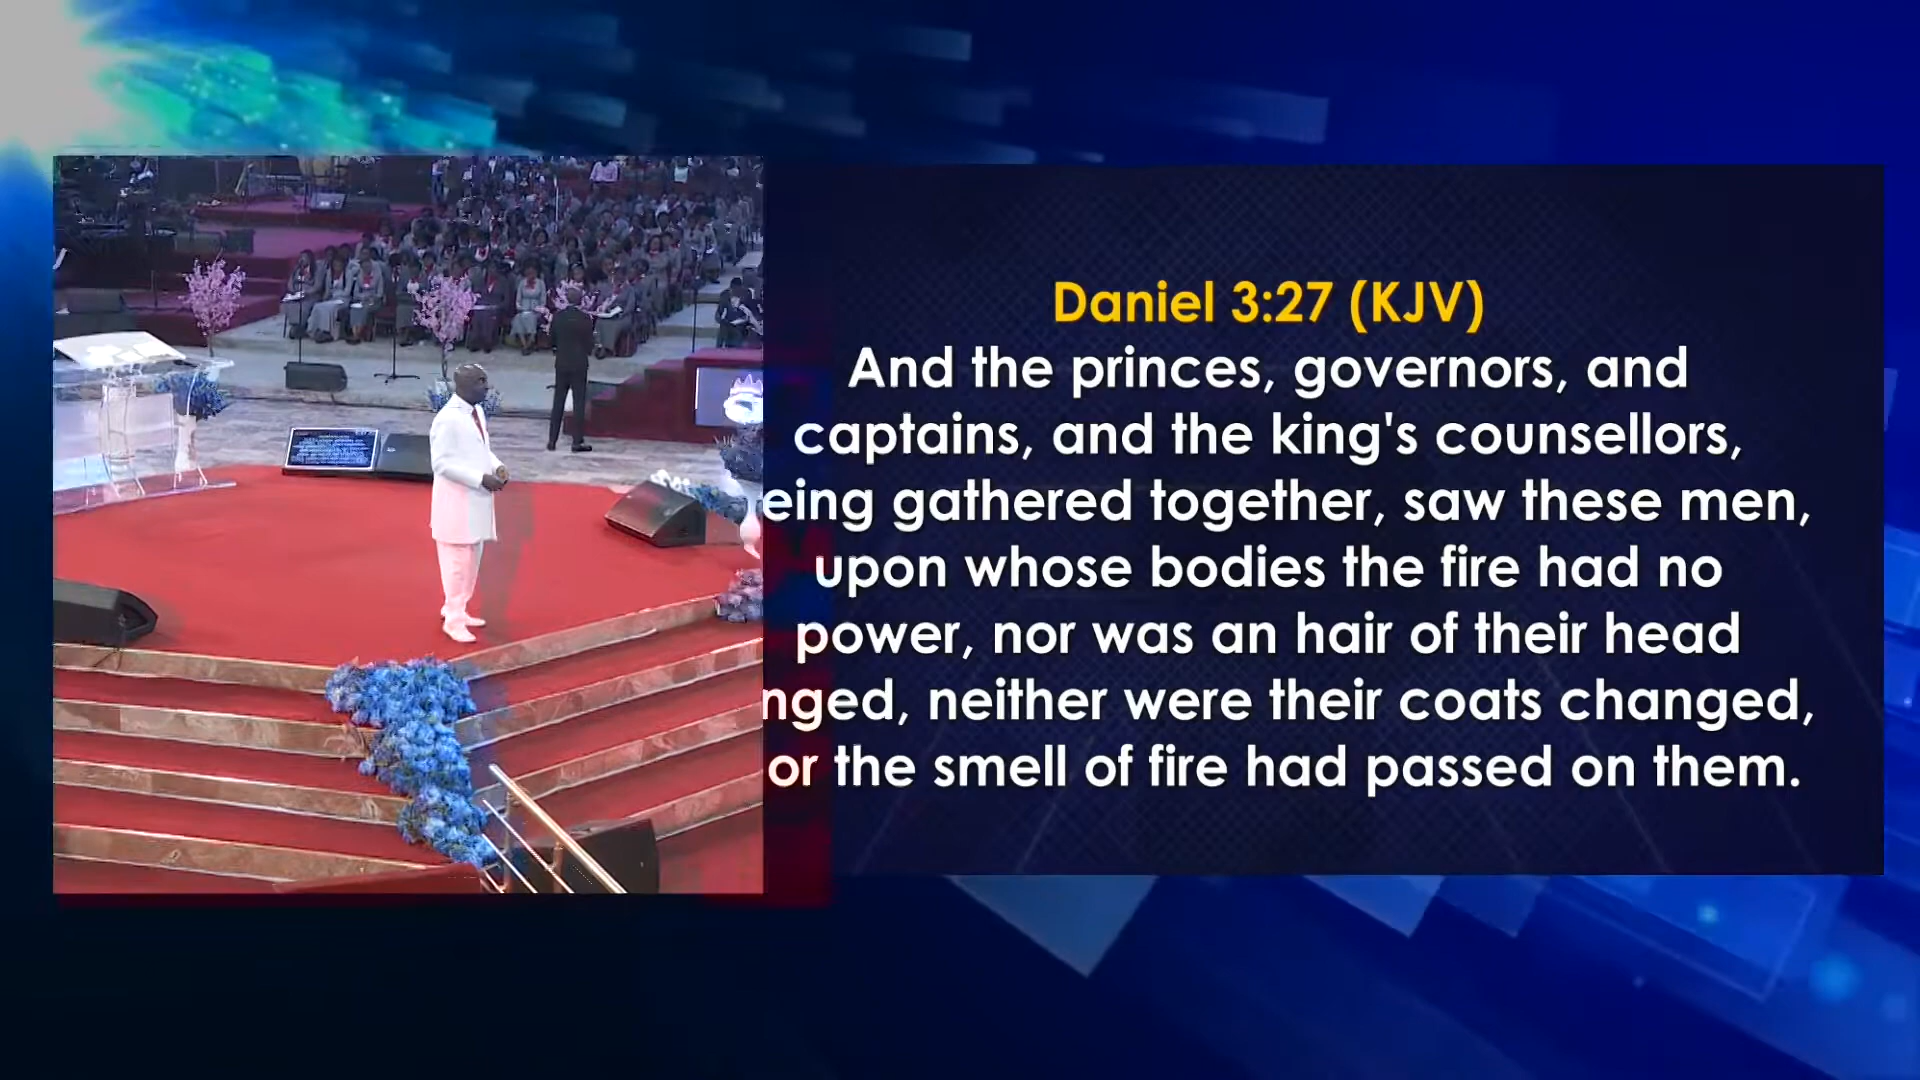 Daniel 3:27 (KJV)
And the princes, governors, and
captains, and the king's counsellors,
eing gathered together, saw these men,
upon whose bodies the fire had no
power, nor was an hair of their head
nged, neither were their coats changed,
or the smell of fire had passed on them.